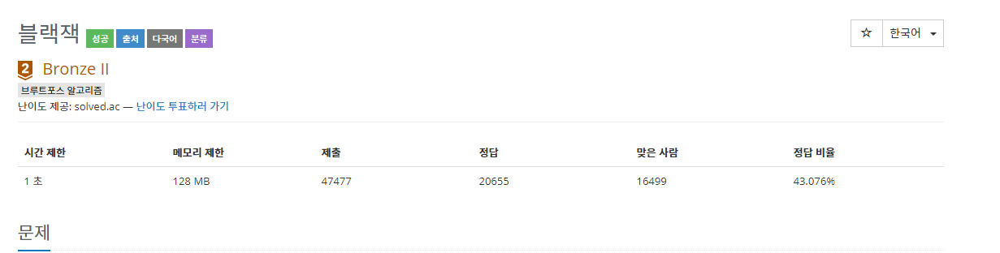 블랙잭 성공 출처 다국어 분류
☆ 한국어
2 Bronze II
브루트포스 알고리즘
난이도 제공: solved.ac — 난이도 투표하러 가기
시간 제한 메모리 제한 제출 정답 맞은 사람 정답 비율
1 초 128 MB 47477 20655 16499 43.076%
문제